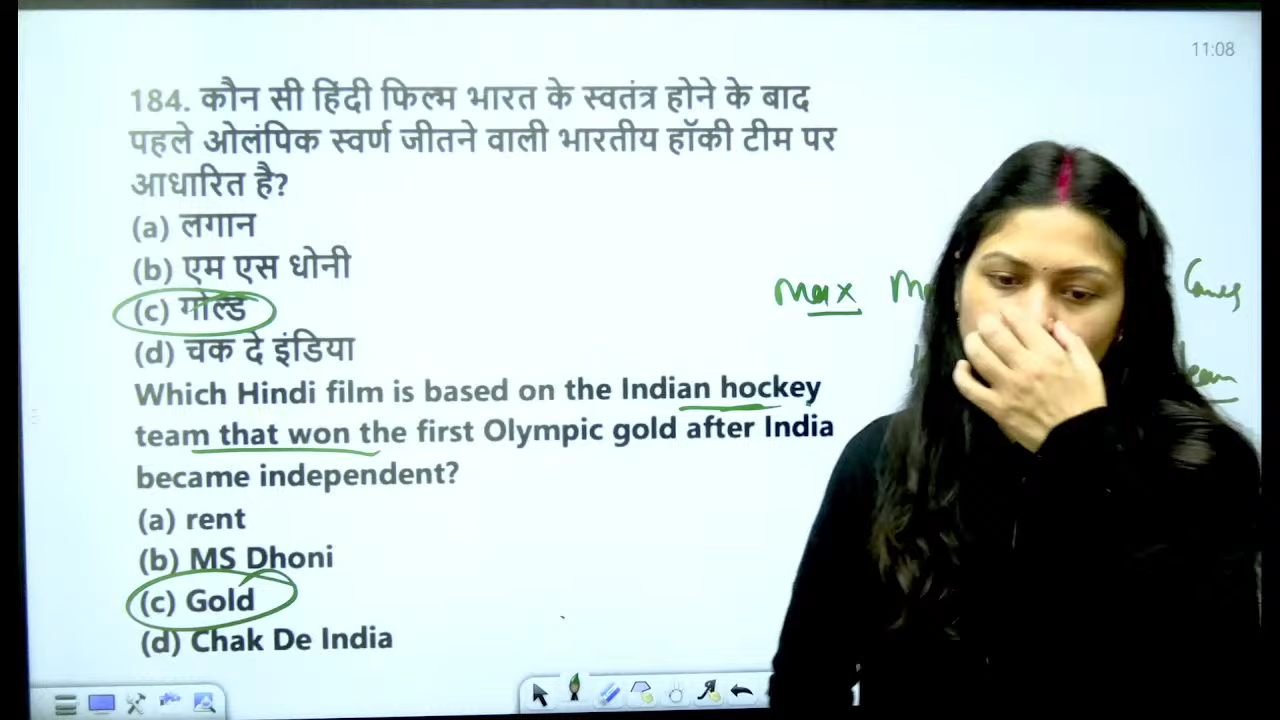 11:08
184. कौन सी हिंदी फिल्म भारत के स्वतंत्र होने के बाद
पहले ओलंपिक स्वर्ण जीतने वाली भारतीय हॉकी टीम पर
आधारित है?
(a) लगान
(b) एम एस धोनी
(c) गोल्ड
(d) चक दे इंडिया
Max
Which Hindi film is based on the Indian hockey
team that won the first Olympic gold after India
became independent?
(a) rent
(b) MS Dhoni
(c) Gold
(d) Chak De India